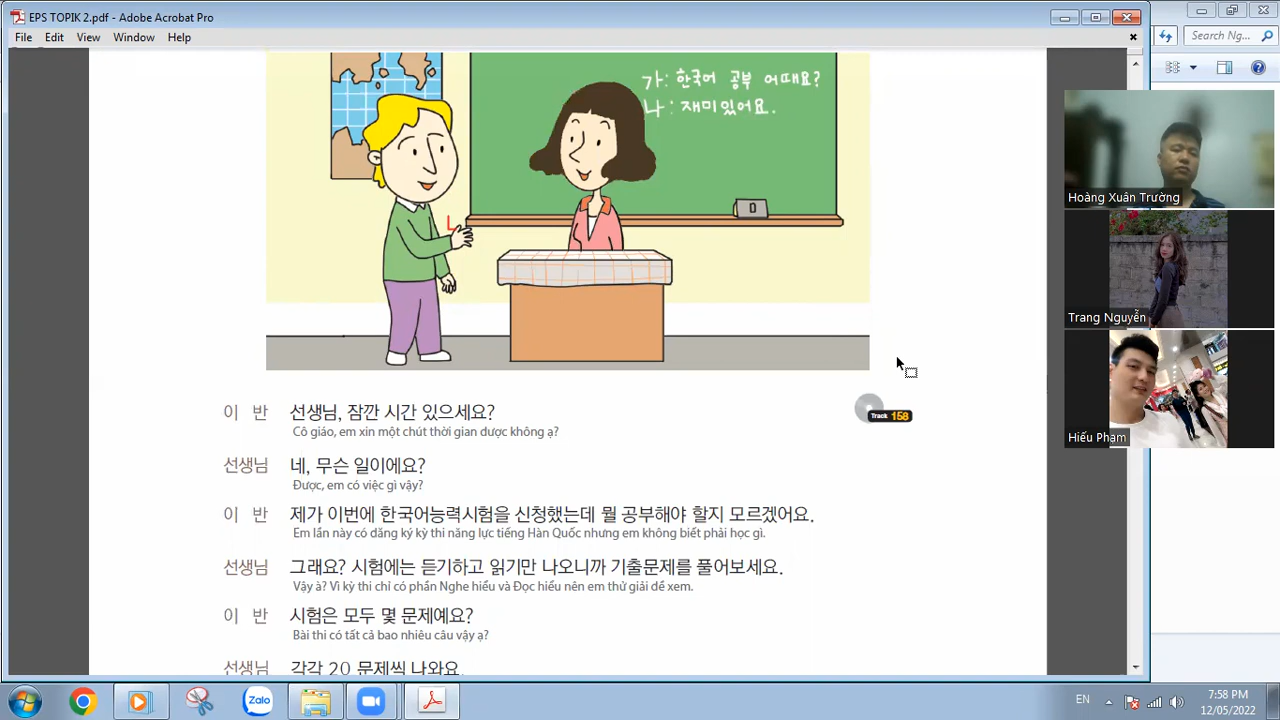 EPS TOPIK 2.pdf - Adobe Acrobat Pro
File Edit View Window Help
Search Ng...
가: 한국어 공부 어때요?
나: 재미있어요.
이 반 선생님, 잠깐 시간 있으세요?
Cô giáo, em xin một chút thời gian được không ạ?
Track 158
선생님 네, 무슨 일이에요?
Được, em có việc gì vậy?
이 반 제가 이번에 한국어능력시험을 신청했는데 뭘 공부해야 할지 모르겠어요.
Em lần này có đăng ký kỳ thi năng lực tiếng Hàn Quốc nhưng em không biết phải học gì.
선생님 그래요? 시험에는 듣기하고 읽기만 나오니까 기출문제를 풀어보세요.
Vậy à? Vì kỳ thi chỉ có phần Nghe hiểu và Đọc hiểu nên em thử giải đề xem.
이 반 시험은 모두 몇 문제예요?
Bài thi có tất cả bao nhiêu câu vậy ạ?
선생님 각각 20 문제씩 나와요.
Hoàng Xuân Trường
Trang Nguyễn
Hiếu Phạm
Zalo
EN
7:58 PM
12/05/2022